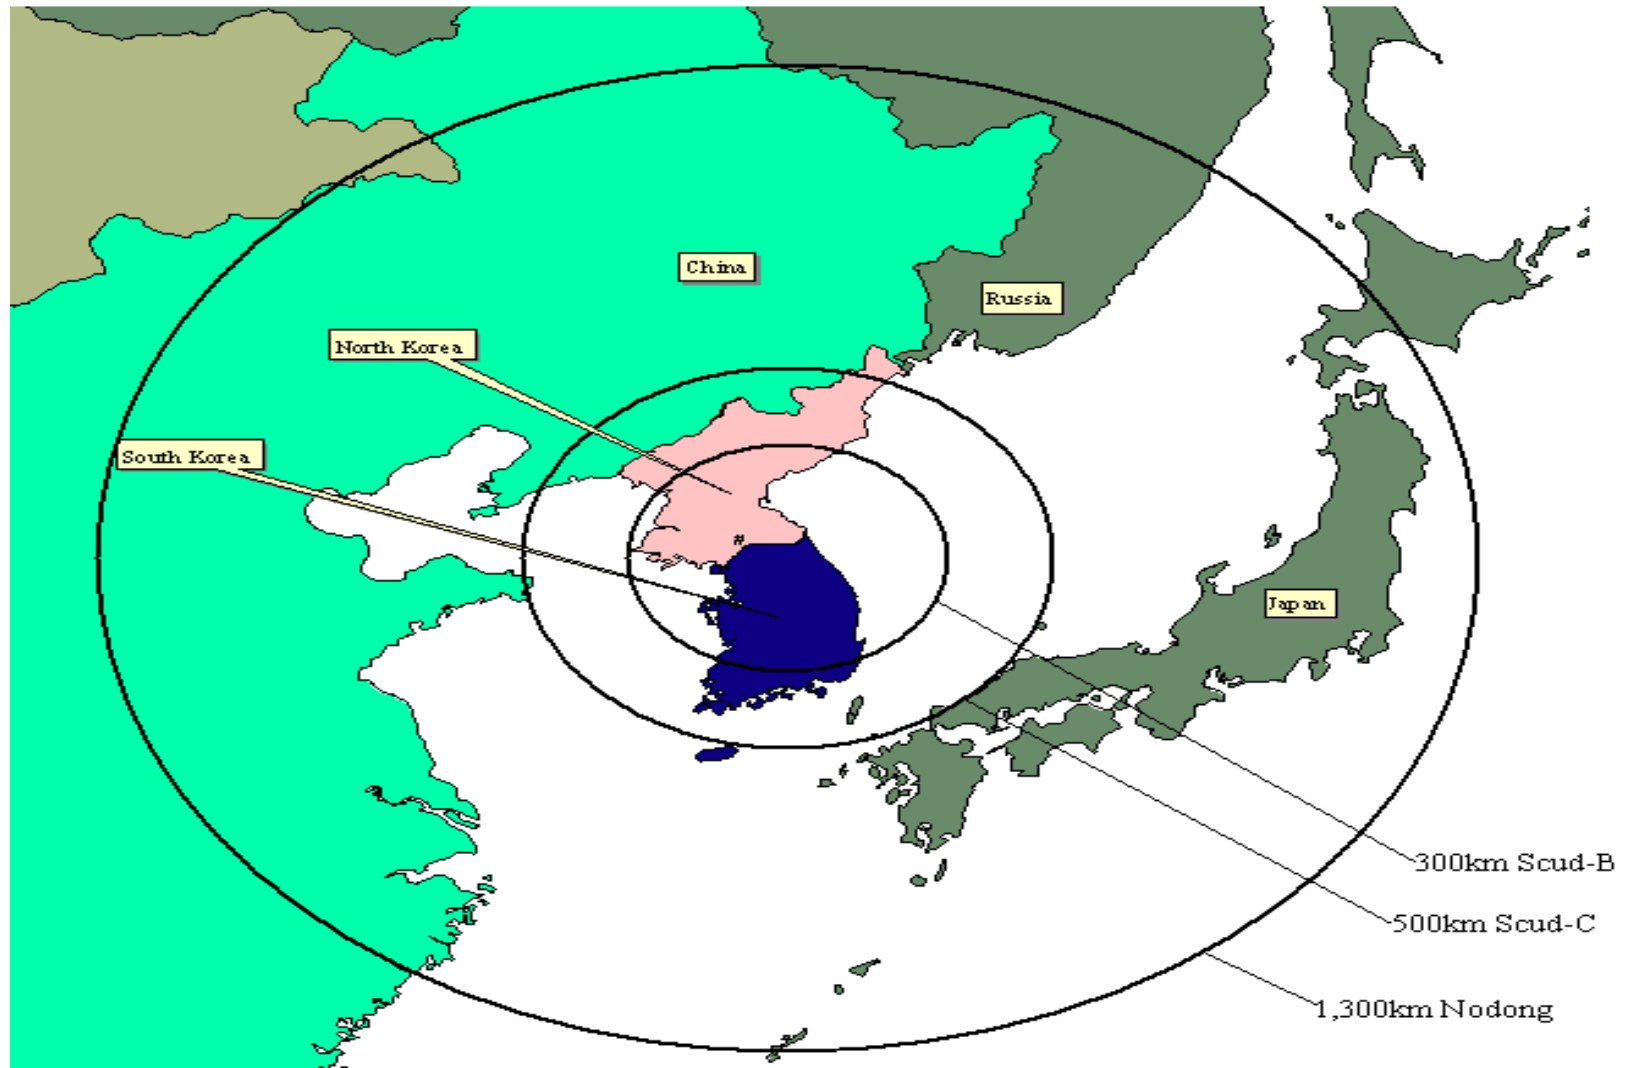 China
Russia
North Korea
South Korea
#
Japan
300km Scud-B
500km Scud-C
1,300km Nodong